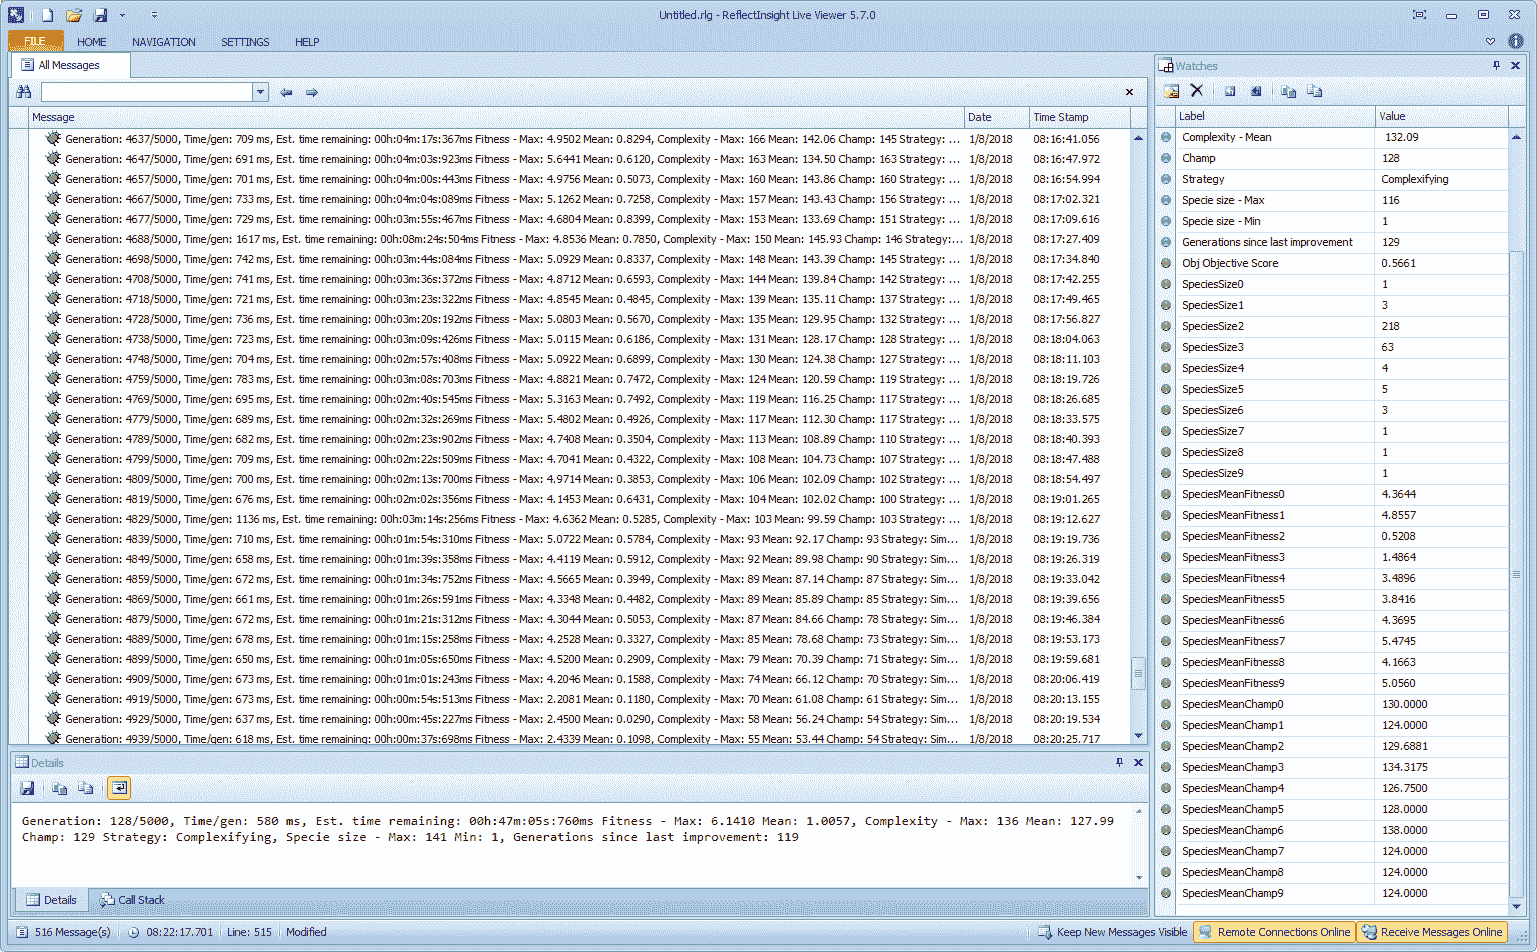 Untitled.rlg - ReflectInsight Live Viewer 5.7.0
FILE HOME NAVIGATION SETTINGS HELP
All Messages
Message Date Time Stamp
Generation: 4637/5000, Time/gen: 709 ms, Est. time remaining: 00h:04m:17s:367ms Fitness - Max: 4.9502 Mean: 0.8294, Complexity - Max: 166 Mean: 142.06 Champ: 145 Strategy: ... 1/8/2018 08:16:41.056
Generation: 4647/5000, Time/gen: 691 ms, Est. time remaining: 00h:04m:03s:923ms Fitness - Max: 5.6441 Mean: 0.6120, Complexity - Max: 163 Mean: 134.50 Champ: 163 Strategy: ... 1/8/2018 08:16:47.972
Generation: 4657/5000, Time/gen: 701 ms, Est. time remaining: 00h:04m:00s:443ms Fitness - Max: 4.9756 Mean: 0.5073, Complexity - Max: 160 Mean: 143.86 Champ: 160 Strategy: ... 1/8/2018 08:16:54.994
Generation: 4667/5000, Time/gen: 733 ms, Est. time remaining: 00h:04m:04s:089ms Fitness - Max: 5.1262 Mean: 0.7258, Complexity - Max: 157 Mean: 143.43 Champ: 156 Strategy: ... 1/8/2018 08:17:02.321
Generation: 4677/5000, Time/gen: 729 ms, Est. time remaining: 00h:03m:55s:467ms Fitness - Max: 4.6804 Mean: 0.8399, Complexity - Max: 153 Mean: 133.69 Champ: 151 Strategy: ... 1/8/2018 08:17:09.616
Generation: 4688/5000, Time/gen: 1617 ms, Est. time remaining: 00h:08m:24s:504ms Fitness - Max: 4.8536 Mean: 0.7850, Complexity - Max: 150 Mean: 145.93 Champ: 146 Strategy:... 1/8/2018 08:17:27.409
Generation: 4698/5000, Time/gen: 742 ms, Est. time remaining: 00h:03m:44s:084ms Fitness - Max: 5.0929 Mean: 0.8337, Complexity - Max: 148 Mean: 143.39 Champ: 145 Strategy: ... 1/8/2018 08:17:34.840
Generation: 4708/5000, Time/gen: 741 ms, Est. time remaining: 00h:03m:36s:372ms Fitness - Max: 4.8712 Mean: 0.6593, Complexity - Max: 144 Mean: 139.84 Champ: 142 Strategy: ... 1/8/2018 08:17:42.255
Generation: 4718/5000, Time/gen: 721 ms, Est. time remaining: 00h:03m:23s:322ms Fitness - Max: 4.8545 Mean: 0.4845, Complexity - Max: 139 Mean: 135.11 Champ: 137 Strategy: ... 1/8/2018 08:17:49.465
Generation: 4728/5000, Time/gen: 736 ms, Est. time remaining: 00h:03m:20s:192ms Fitness - Max: 5.0803 Mean: 0.5670, Complexity - Max: 135 Mean: 129.95 Champ: 132 Strategy: ... 1/8/2018 08:17:56.827
Generation: 4738/5000, Time/gen: 723 ms, Est. time remaining: 00h:03m:09s:426ms Fitness - Max: 5.0115 Mean: 0.6186, Complexity - Max: 131 Mean: 128.17 Champ: 128 Strategy: ... 1/8/2018 08:18:04.063
Generation: 4748/5000, Time/gen: 704 ms, Est. time remaining: 00h:02m:57s:408ms Fitness - Max: 5.0922 Mean: 0.6899, Complexity - Max: 130 Mean: 124.38 Champ: 127 Strategy: ... 1/8/2018 08:18:11.103
Generation: 4759/5000, Time/gen: 783 ms, Est. time remaining: 00h:03m:08s:703ms Fitness - Max: 4.8821 Mean: 0.7472, Complexity - Max: 124 Mean: 120.59 Champ: 119 Strategy: ... 1/8/2018 08:18:19.726
Generation: 4769/5000, Time/gen: 695 ms, Est. time remaining: 00h:02m:40s:545ms Fitness - Max: 5.3163 Mean: 0.7492, Complexity - Max: 119 Mean: 116.25 Champ: 117 Strategy: ... 1/8/2018 08:18:26.685
Generation: 4779/5000, Time/gen: 689 ms, Est. time remaining: 00h:02m:32s:269ms Fitness - Max: 5.4802 Mean: 0.4926, Complexity - Max: 117 Mean: 112.30 Champ: 117 Strategy: ... 1/8/2018 08:18:33.575
Generation: 4789/5000, Time/gen: 682 ms, Est. time remaining: 00h:02m:23s:902ms Fitness - Max: 4.7408 Mean: 0.3504, Complexity - Max: 113 Mean: 108.89 Champ: 110 Strategy: ... 1/8/2018 08:18:40.393
Generation: 4799/5000, Time/gen: 709 ms, Est. time remaining: 00h:02m:22s:509ms Fitness - Max: 4.7041 Mean: 0.4322, Complexity - Max: 108 Mean: 104.73 Champ: 107 Strategy: ... 1/8/2018 08:18:47.488
Generation: 4809/5000, Time/gen: 700 ms, Est. time remaining: 00h:02m:13s:700ms Fitness - Max: 4.9714 Mean: 0.3853, Complexity - Max: 106 Mean: 102.09 Champ: 102 Strategy: ... 1/8/2018 08:18:54.497
Generation: 4819/5000, Time/gen: 676 ms, Est. time remaining: 00h:02m:02s:356ms Fitness - Max: 4.1453 Mean: 0.6431, Complexity - Max: 104 Mean: 102.02 Champ: 100 Strategy: ... 1/8/2018 08:19:01.265
Generation: 4829/5000, Time/gen: 1136 ms, Est. time remaining: 00h:03m:14s:256ms Fitness - Max: 4.6362 Mean: 0.5285, Complexity - Max: 103 Mean: 99.59 Champ: 103 Strategy: ... 1/8/2018 08:19:12.627
Generation: 4839/5000, Time/gen: 710 ms, Est. time remaining: 00h:01m:54s:310ms Fitness - Max: 5.0722 Mean: 0.5784, Complexity - Max: 93 Mean: 92.17 Champ: 93 Strategy: Sim... 1/8/2018 08:19:19.736
Generation: 4849/5000, Time/gen: 658 ms, Est. time remaining: 00h:01m:39s:358ms Fitness - Max: 4.4119 Mean: 0.5912, Complexity - Max: 92 Mean: 89.98 Champ: 90 Strategy: Sim... 1/8/2018 08:19:26.319
Generation: 4859/5000, Time/gen: 672 ms, Est. time remaining: 00h:01m:34s:752ms Fitness - Max: 4.5665 Mean: 0.3949, Complexity - Max: 89 Mean: 87.14 Champ: 87 Strategy: Sim... 1/8/2018 08:19:33.042
Generation: 4869/5000, Time/gen: 661 ms, Est. time remaining: 00h:01m:26s:591ms Fitness - Max: 4.3348 Mean: 0.4482, Complexity - Max: 89 Mean: 85.89 Champ: 85 Strategy: Sim... 1/8/2018 08:19:39.656
Generation: 4879/5000, Time/gen: 672 ms, Est. time remaining: 00h:01m:21s:312ms Fitness - Max: 4.3044 Mean: 0.5053, Complexity - Max: 87 Mean: 84.66 Champ: 78 Strategy: Sim... 1/8/2018 08:19:46.384
Generation: 4889/5000, Time/gen: 678 ms, Est. time remaining: 00h:01m:15s:258ms Fitness - Max: 4.2528 Mean: 0.3327, Complexity - Max: 85 Mean: 78.68 Champ: 73 Strategy: Sim... 1/8/2018 08:19:53.173
Generation: 4899/5000, Time/gen: 650 ms, Est. time remaining: 00h:01m:05s:650ms Fitness - Max: 4.5200 Mean: 0.2909, Complexity - Max: 79 Mean: 70.39 Champ: 71 Strategy: Sim... 1/8/2018 08:19:59.681
Generation: 4909/5000, Time/gen: 673 ms, Est. time remaining: 00h:01m:01s:243ms Fitness - Max: 4.2046 Mean: 0.1588, Complexity - Max: 74 Mean: 66.12 Champ: 70 Strategy: Sim... 1/8/2018 08:20:06.419
Generation: 4919/5000, Time/gen: 673 ms, Est. time remaining: 00h:00m:54s:513ms Fitness - Max: 2.2081 Mean: 0.1180, Complexity - Max: 70 Mean: 61.08 Champ: 61 Strategy: Sim... 1/8/2018 08:20:13.155
Generation: 4929/5000, Time/gen: 637 ms, Est. time remaining: 00h:00m:45s:227ms Fitness - Max: 2.4500 Mean: 0.0290, Complexity - Max: 58 Mean: 56.24 Champ: 54 Strategy: Sim... 1/8/2018 08:20:19.534
Generation: 4939/5000, Time/gen: 618 ms, Est. time remaining: 00h:00m:37s:698ms Fitness - Max: 2.4339 Mean: 0.1098, Complexity - Max: 55 Mean: 53.44 Champ: 54 Strategy: Sim... 1/8/2018 08:20:25.717
Details
Generation: 128/5000, Time/gen: 580 ms, Est. time remaining: 00h:47m:05s:760ms Fitness - Max: 6.1410 Mean: 1.0057, Complexity - Max: 136 Mean: 127.99
Champ: 129 Strategy: Complexifying, Specie size - Max: 141 Min: 1, Generations since last improvement: 119
Details Call Stack
Watches
Label Value
Complexity - Mean 132.09
Champ 128
Strategy Complexifying
Specie size - Max 116
Specie size - Min 1
Generations since last improvement 129
Obj Objective Score 0.5661
SpeciesSize0 1
SpeciesSize1 3
SpeciesSize2 218
SpeciesSize3 63
SpeciesSize4 4
SpeciesSize5 5
SpeciesSize6 3
SpeciesSize7 1
SpeciesSize8 1
SpeciesSize9 1
SpeciesMeanFitness0 4.3644
SpeciesMeanFitness1 4.8557
SpeciesMeanFitness2 0.5208
SpeciesMeanFitness3 1.4864
SpeciesMeanFitness4 3.4896
SpeciesMeanFitness5 3.8416
SpeciesMeanFitness6 4.3695
SpeciesMeanFitness7 5.4745
SpeciesMeanFitness8 4.1663
SpeciesMeanFitness9 5.0560
SpeciesMeanChamp0 130.0000
SpeciesMeanChamp1 124.0000
SpeciesMeanChamp2 129.6881
SpeciesMeanChamp3 134.3175
SpeciesMeanChamp4 126.7500
SpeciesMeanChamp5 128.0000
SpeciesMeanChamp6 138.0000
SpeciesMeanChamp7 124.0000
SpeciesMeanChamp8 124.0000
SpeciesMeanChamp9 124.0000
516 Message(s) 08:22:17.701 Line: 515 Modified Keep New Messages Visible Remote Connections Online Receive Messages Online